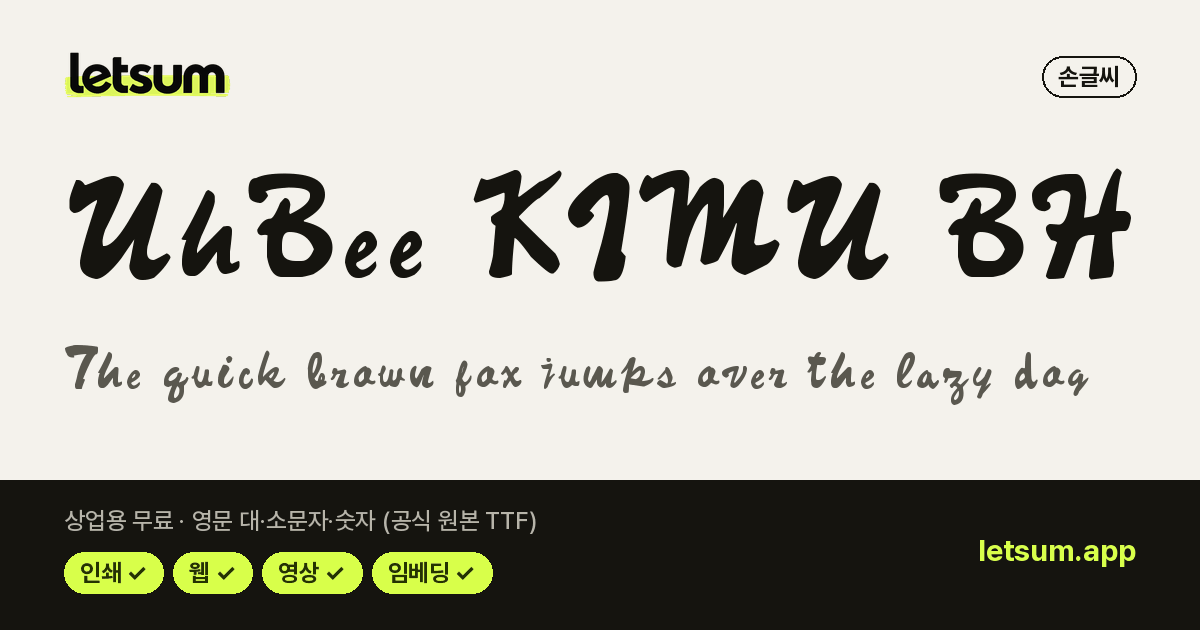 letsum
손글씨
UhBee KIMU BH
The quick brown fox jumps over the lazy dog
상업용 무료 · 영문 대·소문자·숫자 (공식 원본 TTF)
인쇄 ✓ 웹 ✓ 영상 ✓ 임베딩 ✓
letsum.app